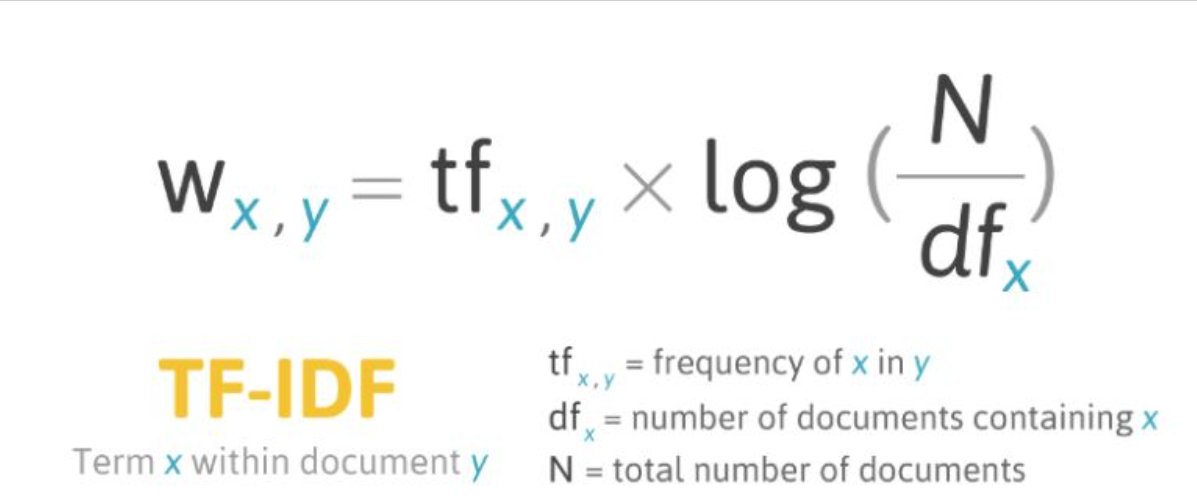 w x , y = tf x , y × log ( N / df x )
TF-IDF
Term x within document y
tf x, y = frequency of x in y
df x = number of documents containing x
N = total number of documents